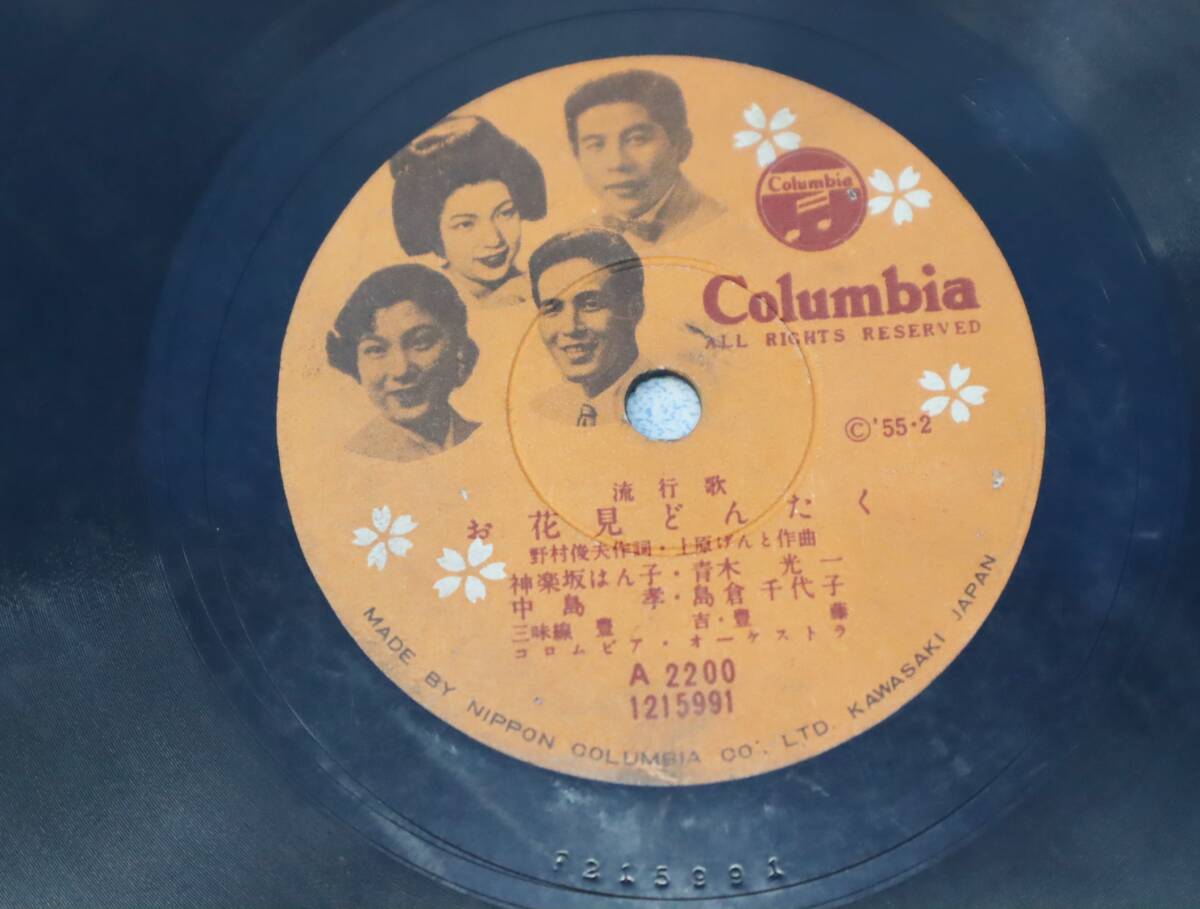 Columbia
Columbia
ALL RIGHTS RESERVED
©'55・2
流行歌
お花見どんたく
野村俊夫作詞・上原げんと作曲
神楽坂はん子・青木光一
中島孝・島倉千代子
三味線 豊吉・豊藤
コロムビア・オーケストラ
A 2200
1215991
MADE BY NIPPON COLUMBIA CO., LTD. KAWASAKI JAPAN
1215991